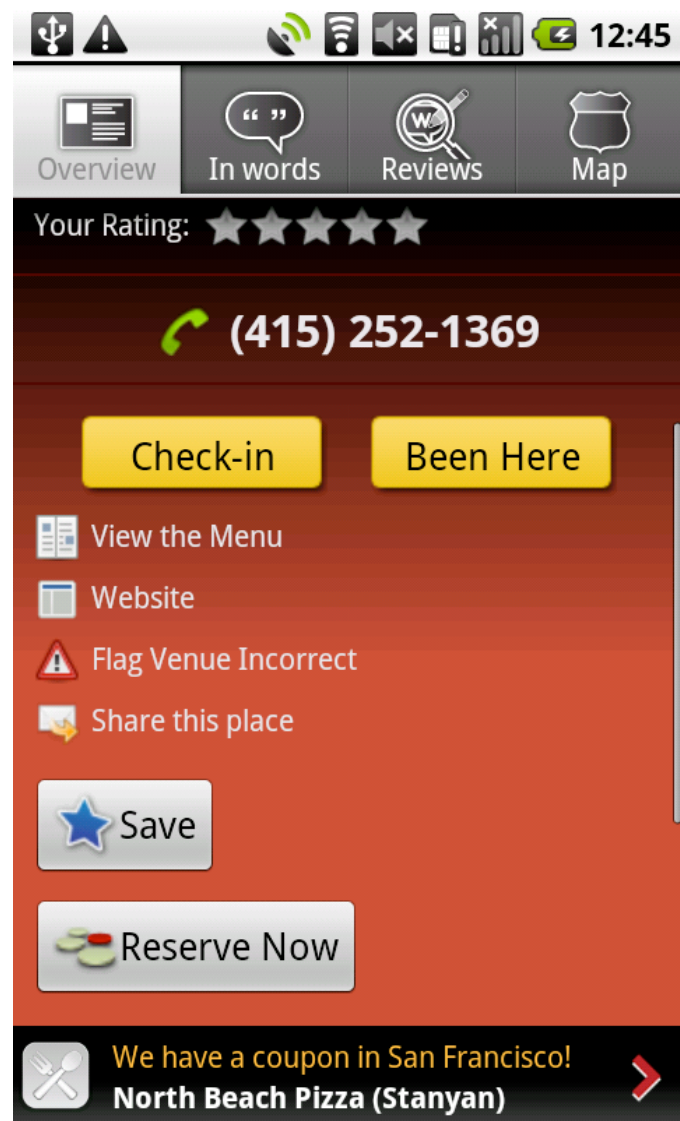 12:45
Overview
In words
Reviews
Map
Your Rating:
(415) 252-1369
Check-in
Been Here
View the Menu
Website
Flag Venue Incorrect
Share this place
Save
Reserve Now
We have a coupon in San Francisco!
North Beach Pizza (Stanyan)